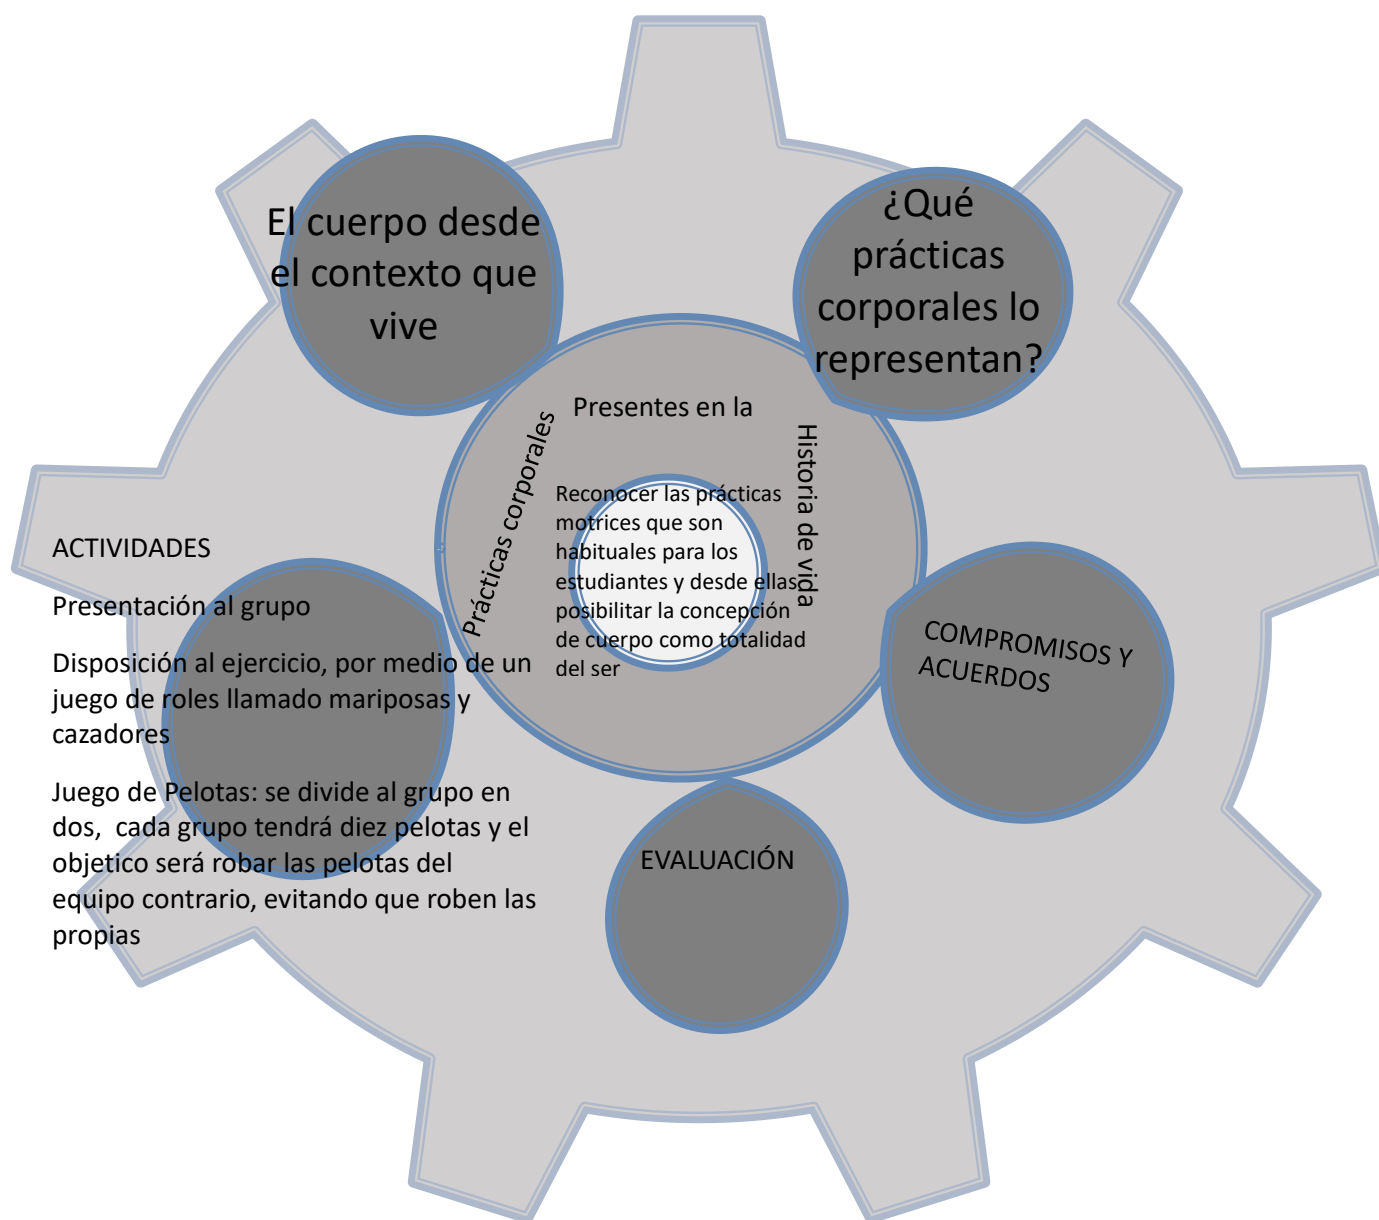 El cuerpo desde
el contexto que
vive
¿Qué
prácticas
corporales lo
representan?
Prácticas corporales
Presentes en la
Historia de vida
Reconocer las prácticas
motrices que son
habituales para los
estudiantes y desde ellas
posibilitar la concepción
de cuerpo como totalidad
del ser
ACTIVIDADES
Presentación al grupo
Disposición al ejercicio, por medio de un
juego de roles llamado mariposas y
cazadores
Juego de Pelotas: se divide al grupo en
dos, cada grupo tendrá diez pelotas y el
objetico será robar las pelotas del
equipo contrario, evitando que roben las
propias
COMPROMISOS Y
ACUERDOS
EVALUACIÓN